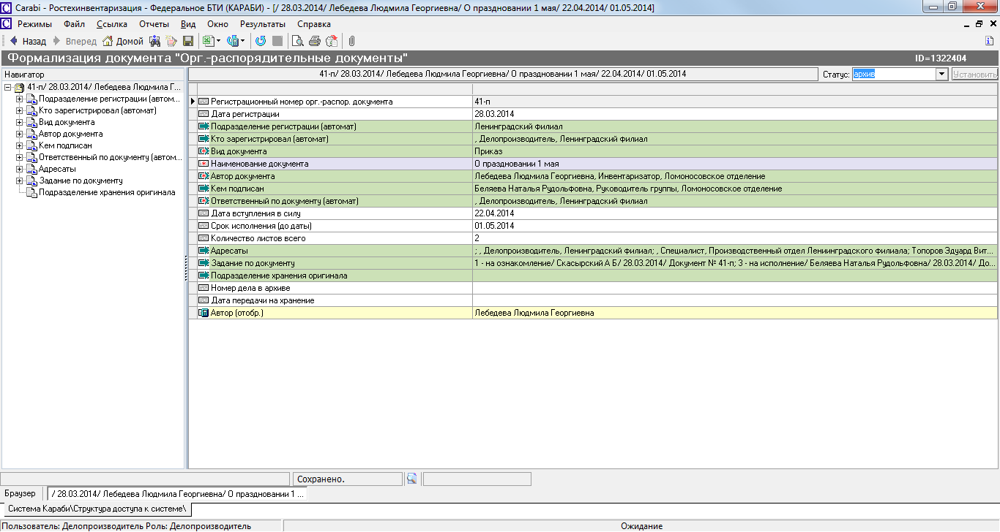 Carabi - Ростехинвентаризация - Федеральное БТИ (КАРАБИ) - [/ 28.03.2014/ Лебедева Людмила Георгиевна/ О праздновании 1 мая/ 22.04.2014/ 01.05.2014]
Режимы Файл Ссылка Отчеты Вид Окно Результаты Справка
Назад Вперед Домой
Формализация документа "Орг.-распорядительные документы" ID=1322404
Навигатор
41-п/ 28.03.2014/ Лебедева Людмила Г...
Подразделение регистрации (автом...
Кто зарегистрировал (автомат)
Вид документа
Автор документа
Кем подписан
Ответственный по документу (автом...
Адресаты
Задание по документу
Подразделение хранения оригинала
41-п/ 28.03.2014/ Лебедева Людмила Георгиевна/ О праздновании 1 мая/ 22.04.2014/ 01.05.2014
Статус: архив Установить
Регистрационный номер орг.-распор. документа 41-п
Дата регистрации 28.03.2014
Подразделение регистрации (автомат) Ленинградский филиал
Кто зарегистрировал (автомат) , Делопроизводитель, Ленинградский филиал
Вид документа Приказ
Наименование документа О праздновании 1 мая
Автор документа Лебедева Людмила Георгиевна, Инвентаризатор, Ломоносовское отделение
Кем подписан Беляева Наталья Рудольфовна, Руководитель группы, Ломоносовское отделение
Ответственный по документу (автомат) , Делопроизводитель, Ленинградский филиал
Дата вступления в силу 22.04.2014
Срок исполнения (до даты) 01.05.2014
Количество листов всего 2
Адресаты ; , Делопроизводитель, Ленинградский филиал; , Специалист, Производственный отдел Лениинградского филиала; Топоров Эдуард Вит...
Задание по документу 1 - на ознакомление/ Скасырский А Б/ 28.03.2014/ Документ № 41-п; 3 - на исполнение/ Беляева Наталья Рудольфовна/ 28.03.2014/ До...
Подразделение хранения оригинала
Номер дела в архиве
Дата передачи на хранение
Автор (отобр.) Лебедева Людмила Георгиевна
Сохранено.
Браузер / 28.03.2014/ Лебедева Людмила Георгиевна/ О праздновании 1 ...
Система Караби\Структура доступа к системе\
Пользователь: Делопроизводитель Роль: Делопроизводитель Ожидание